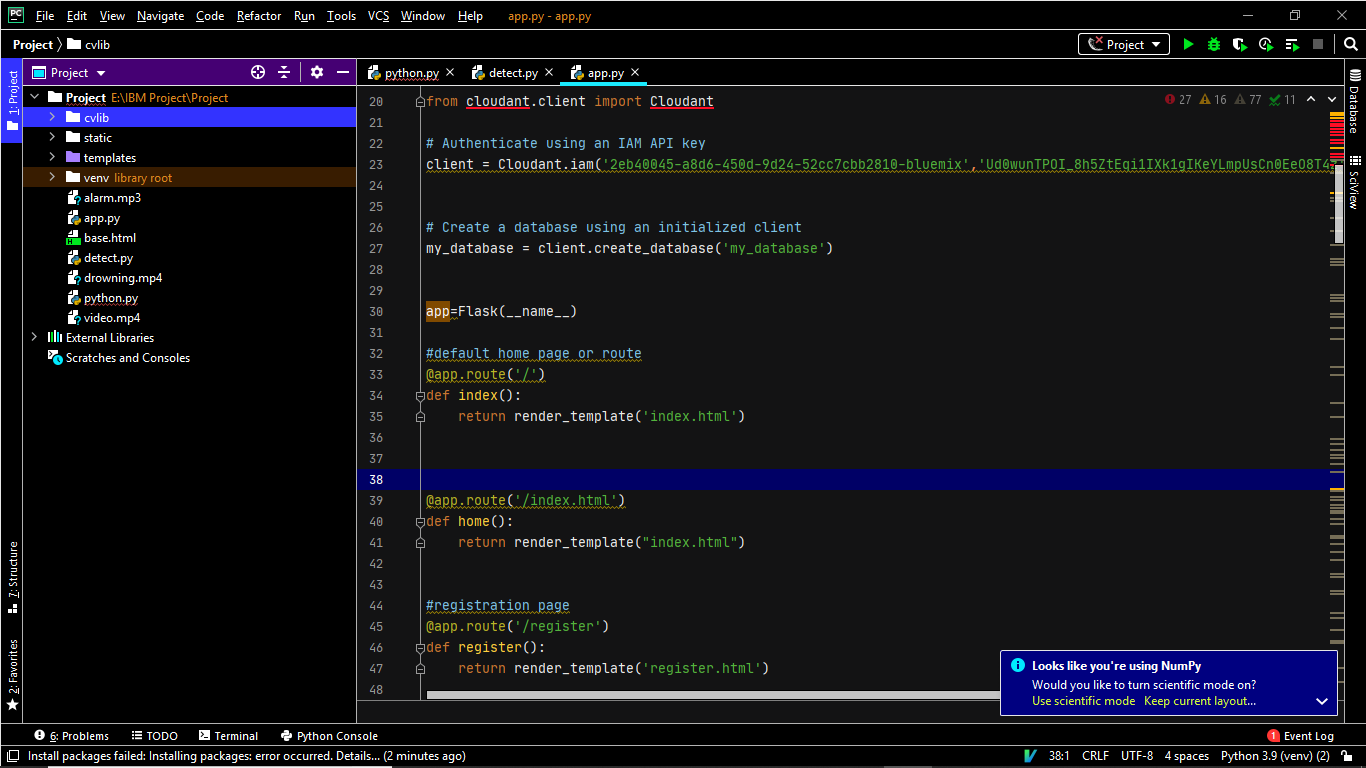 PC File Edit View Navigate Code Refactor Run Tools VCS Window Help app.py - app.py
Project cvlib
Project
1: Project
Project
python.py
detect.py
app.py
Project E:\IBM Project\Project
cvlib
static
templates
venv library root
alarm.mp3
app.py
base.html
detect.py
drowning.mp4
python.py
video.mp4
External Libraries
Scratches and Consoles
27 16 77 11
20 from cloudant.client import Cloudant
21
22 # Authenticate using an IAM API key
23 client = Cloudant.iam('2eb40045-a8d6-450d-9d24-52cc7cbb2810-bluemix','Ud0wunTPOI_8h5ZtEqi1IXk1gIKeYLmpUsCn0EeO8T4
24
25
26 # Create a database using an initialized client
27 my_database = client.create_database('my_database')
28
29
30 app=Flask(__name__)
31
32 #default home page or route
33 @app.route('/')
34 def index():
35 return render_template('index.html')
36
37
38
39 @app.route('/index.html')
40 def home():
41 return render_template("index.html")
42
43
44 #registration page
45 @app.route('/register')
46 def register():
47 return render_template('register.html')
48
Database
SciView
7: Structure
2: Favorites
Looks like you're using NumPy
Would you like to turn scientific mode on?
Use scientific mode Keep current layout...
6: Problems TODO Terminal Python Console
1 Event Log
Install packages failed: Installing packages: error occurred. Details... (2 minutes ago)
38:1 CRLF UTF-8 4 spaces Python 3.9 (venv) (2)